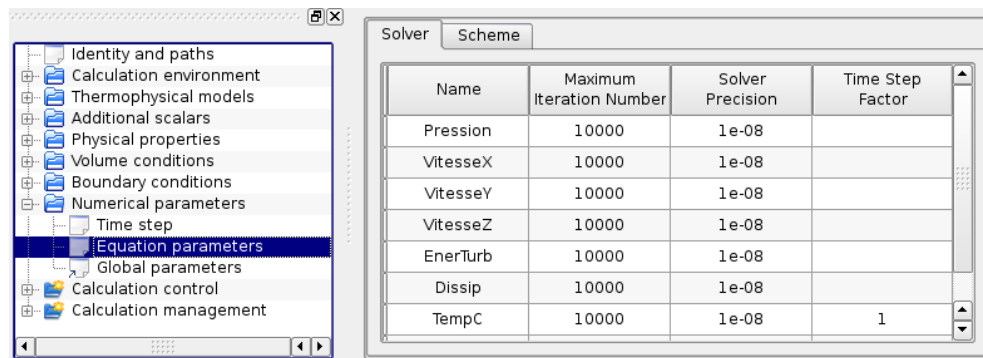 Identity and paths
Calculation environment
Thermophysical models
Additional scalars
Physical properties
Volume conditions
Boundary conditions
Numerical parameters
Time step
Equation parameters
Global parameters
Calculation control
Calculation management
Solver Scheme
Name Maximum Iteration Number Solver Precision Time Step Factor
Pression 10000 1e-08
VitesseX 10000 1e-08
VitesseY 10000 1e-08
VitesseZ 10000 1e-08
EnerTurb 10000 1e-08
Dissip 10000 1e-08
TempC 10000 1e-08 1